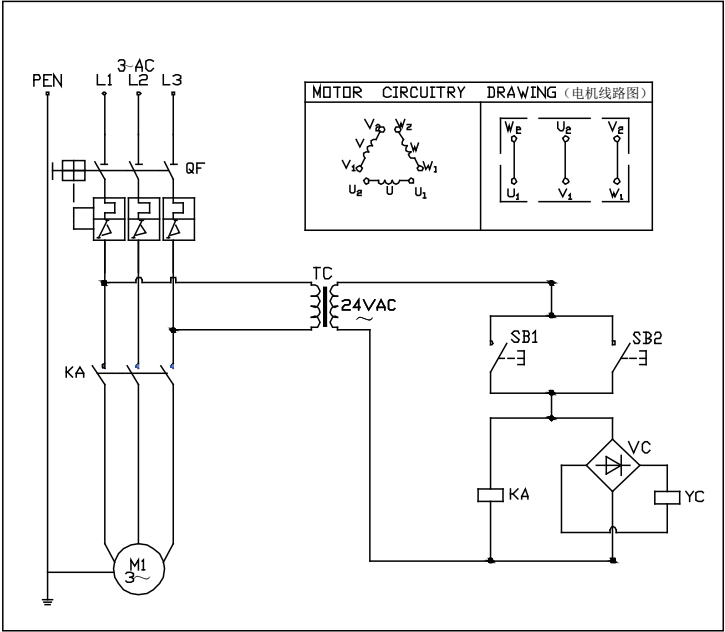 3~AC
PEN L1 L2 L3
MOTOR CIRCUITRY DRAWING(电机线路图)
V2 W2
V W
V1 W1
U2 U U1
W2 U2 V2
U1 V1 W1
QF
TC
24VAC
~
SB1 SB2
KA
VC
KA YC
M1
3~